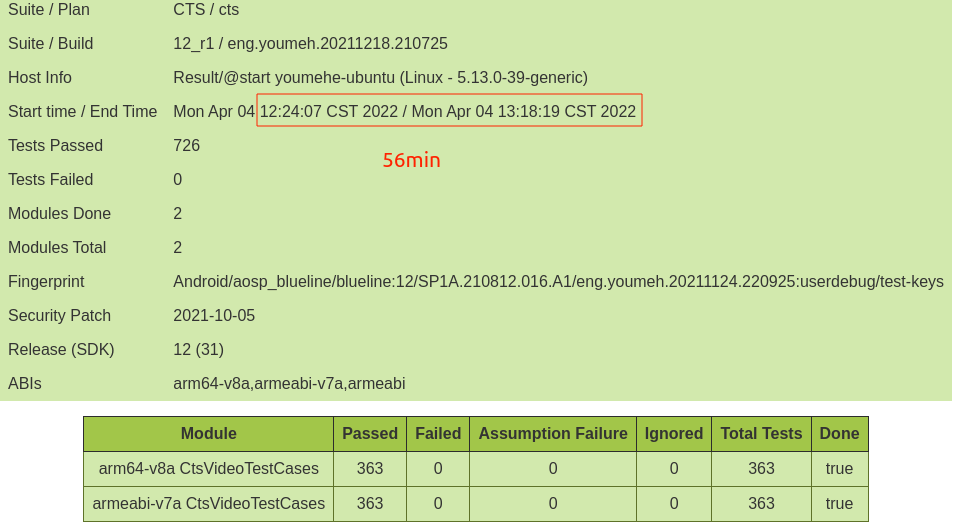 Suite / Plan CTS / cts
Suite / Build 12_r1 / eng.youmeh.20211218.210725
Host Info Result/@start youmehe-ubuntu (Linux - 5.13.0-39-generic)
Start time / End Time Mon Apr 04 12:24:07 CST 2022 / Mon Apr 04 13:18:19 CST 2022
56min
Tests Passed 726
Tests Failed 0
Modules Done 2
Modules Total 2
Fingerprint Android/aosp_blueline/blueline:12/SP1A.210812.016.A1/eng.youmeh.20211124.220925:userdebug/test-keys
Security Patch 2021-10-05
Release (SDK) 12 (31)
ABIs arm64-v8a,armeabi-v7a,armeabi
Module Passed Failed Assumption Failure Ignored Total Tests Done
arm64-v8a CtsVideoTestCases 363 0 0 0 363 true
armeabi-v7a CtsVideoTestCases 363 0 0 0 363 true